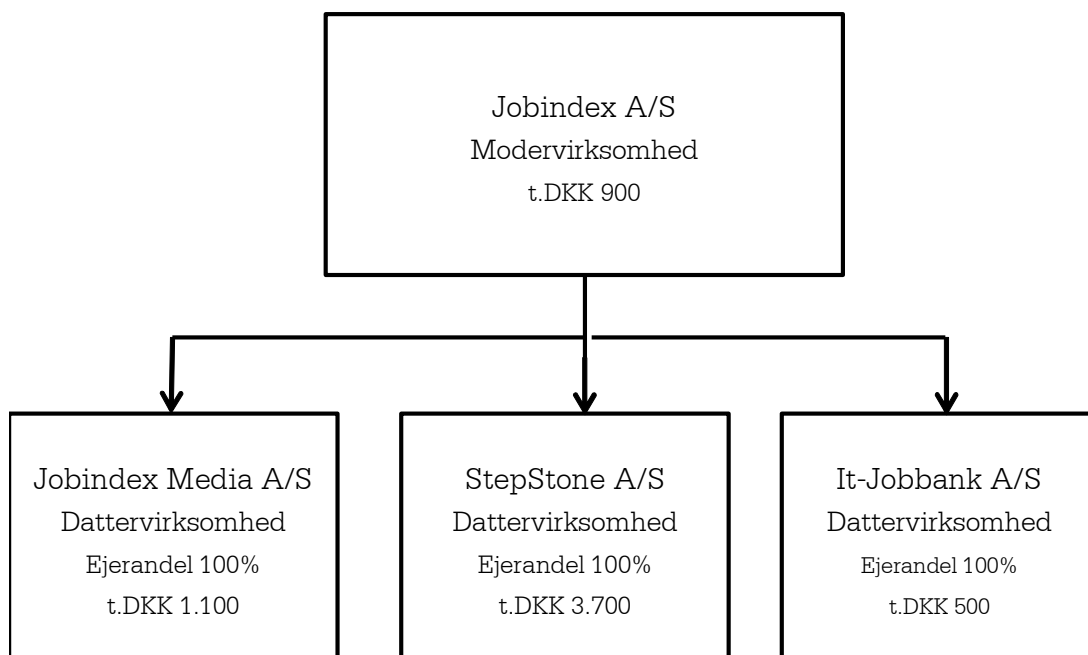 Jobindex A/S
Modervirksomhed
t.DKK 900
Jobindex Media A/S
Dattervirksomhed
Ejerandel 100%
t.DKK 1.100
StepStone A/S
Dattervirksomhed
Ejerandel 100%
t.DKK 3.700
It-Jobbank A/S
Dattervirksomhed
Ejerandel 100%
t.DKK 500